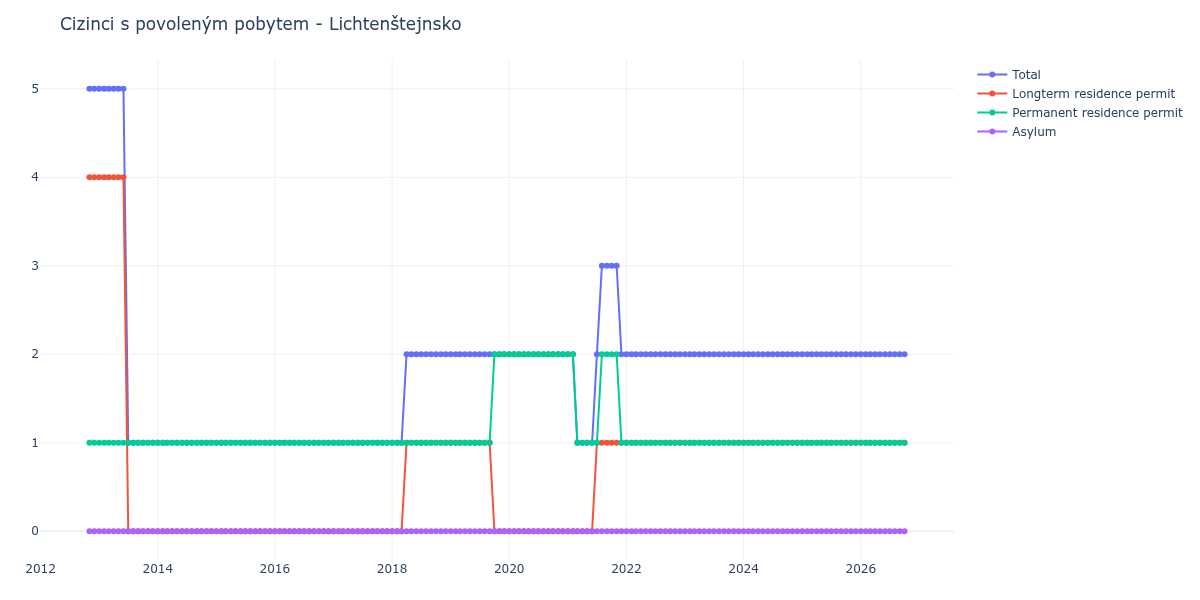 Cizinci s povoleným pobytem - Lichtenštejnsko
Total
Longterm residence permit
Permanent residence permit
Asylum
5
4
3
2
1
0
2012 2014 2016 2018 2020 2022 2024 2026